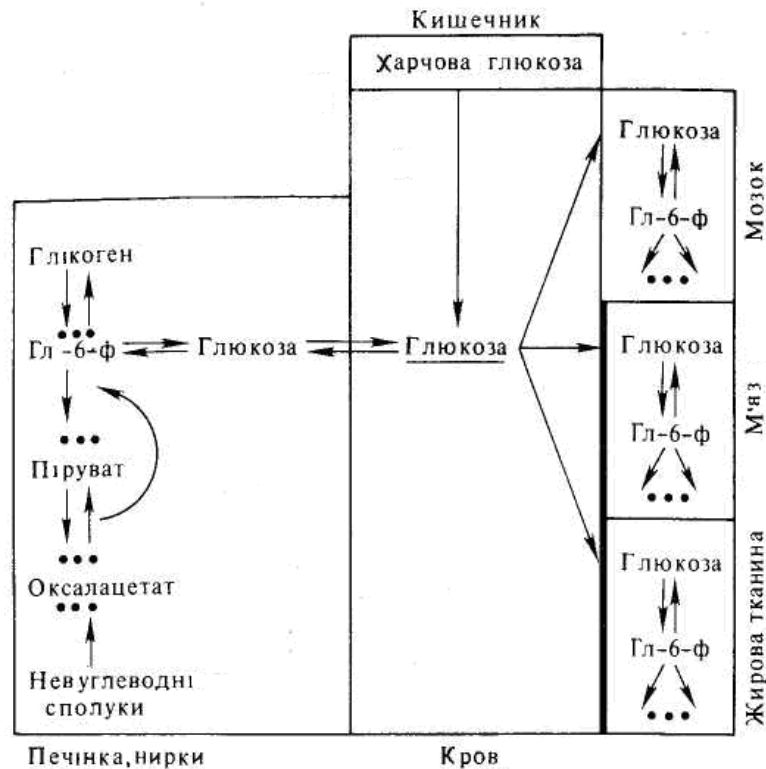 Кишечник
Харчова глюкоза
Глюкоза
Гл-6-ф
Мозок
Глікоген
Гл-6-ф
Глюкоза
Глюкоза
Глюкоза
Гл-6-ф
М'яз
Піруват
Оксалацетат
Невуглеводні
сполуки
Глюкоза
Гл-6-ф
Жирова тканина
Печінка, нирки
Кров